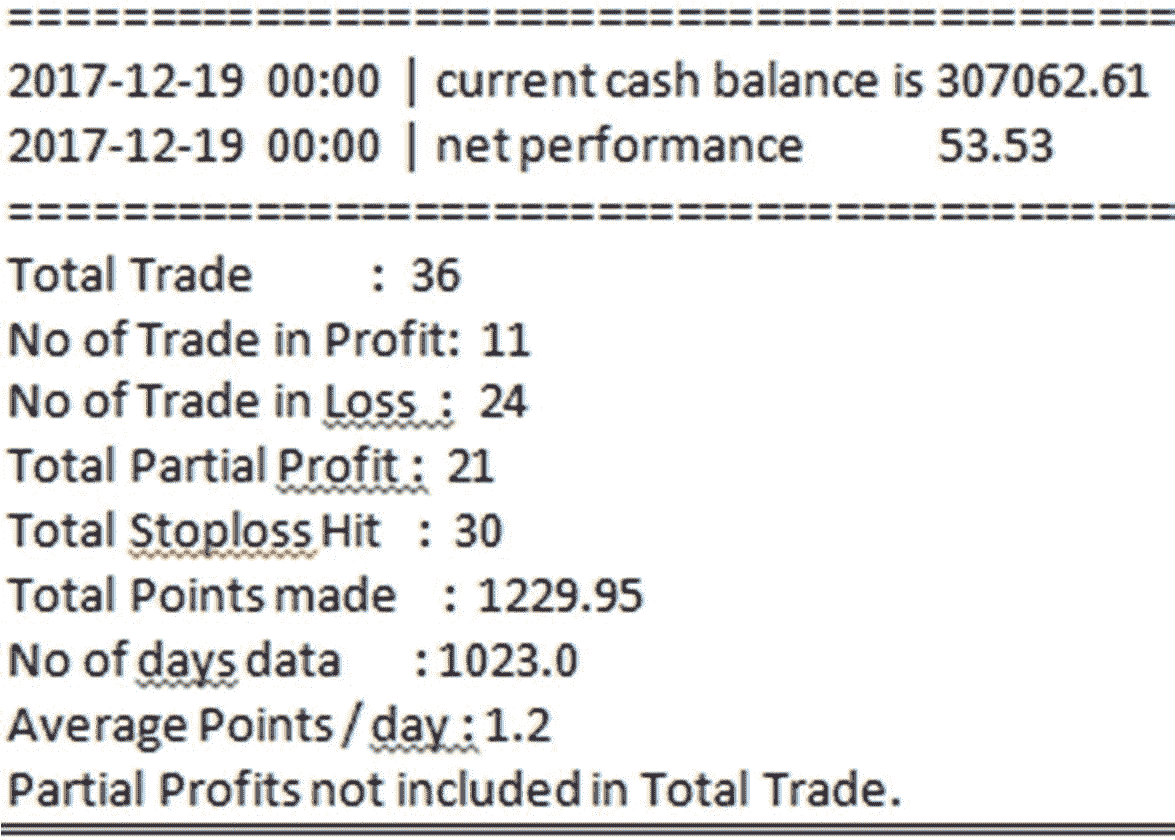 ============================================
2017-12-19 00:00 | current cash balance is 307062.61
2017-12-19 00:00 | net performance 53.53
============================================
Total Trade : 36
No of Trade in Profit: 11
No of Trade in Loss : 24
Total Partial Profit : 21
Total Stoploss Hit : 30
Total Points made : 1229.95
No of days data : 1023.0
Average Points / day : 1.2
Partial Profits not included in Total Trade.